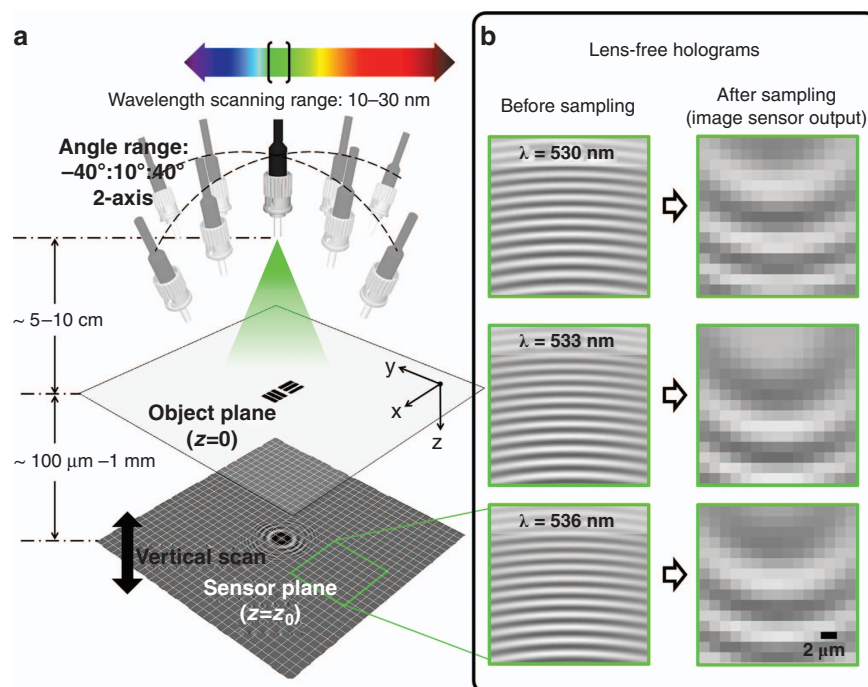 a
Wavelength scanning range: 10–30 nm
Angle range:
–40°:10°:40°
2-axis
~ 5–10 cm
y
x
z
Object plane
(z=0)
~ 100 μm –1 mm
Vertical scan
Sensor plane
(z=z₀)
b
Lens-free holograms
Before sampling
After sampling
(image sensor output)
λ = 530 nm
λ = 533 nm
λ = 536 nm
2 μm